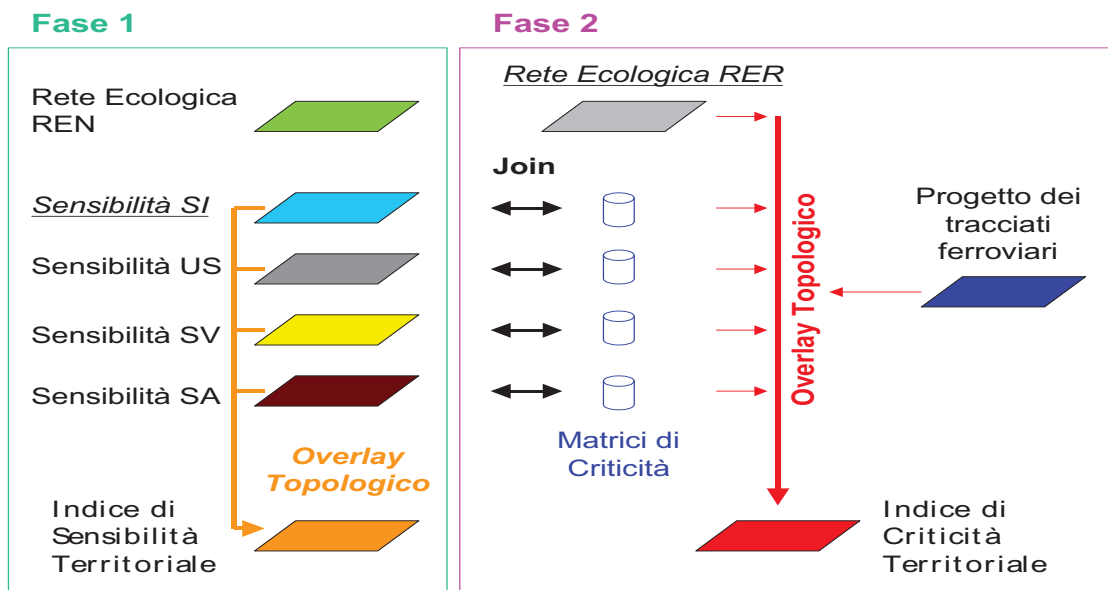 Fase 1
Rete Ecologica
REN
Sensibilità SI
Sensibilità US
Sensibilità SV
Sensibilità SA
Overlay
Topologico
Indice di
Sensibilità
Territoriale
Fase 2
Rete Ecologica RER
Join
Matrici di
Criticità
Overlay Topologico
Progetto dei
tracciati
ferroviari
Indice di
Criticità
Territoriale